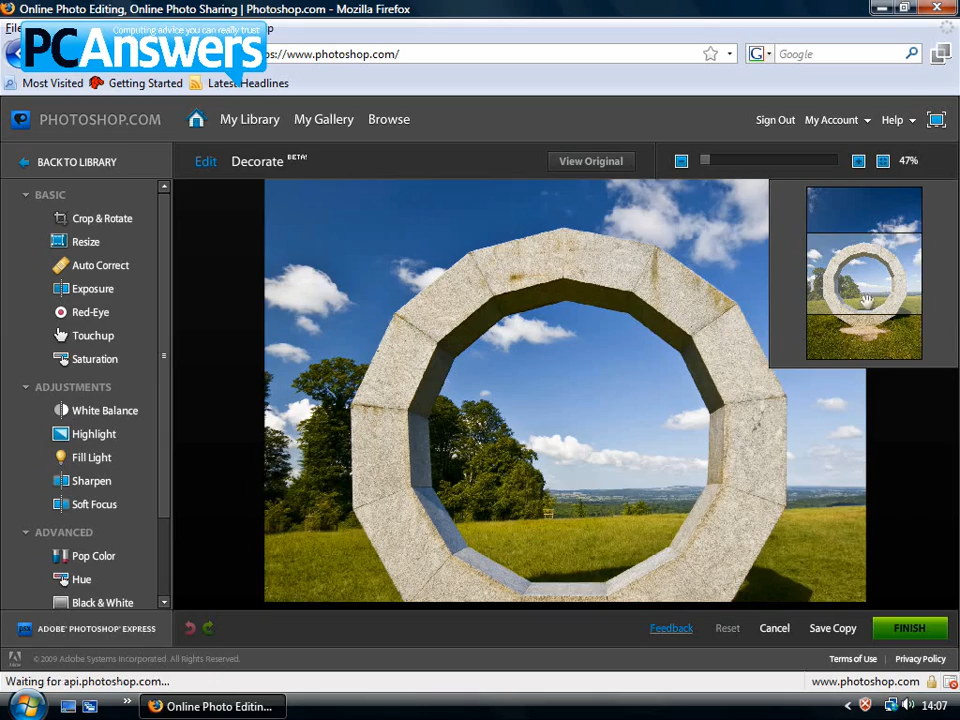 Online Photo Editing, Online Photo Sharing | Photoshop.com - Mozilla Firefox
Computing advice you can really trust
PCAnswers
s://www.photoshop.com/
Google
Most Visited
Getting Started
Latest Headlines
PHOTOSHOP.COM
My Library
My Gallery
Browse
Sign Out
My Account
Help
BACK TO LIBRARY
Edit
Decorate BETA!
View Original
47%
BASIC
Crop & Rotate
Resize
Auto Correct
Exposure
Red-Eye
Touchup
Saturation
ADJUSTMENTS
White Balance
Highlight
Fill Light
Sharpen
Soft Focus
ADVANCED
Pop Color
Hue
Black & White
ADOBE® PHOTOSHOP® EXPRESS
Feedback
Reset
Cancel
Save Copy
FINISH
© 2009 Adobe Systems Incorporated. All Rights Reserved.
Terms of Use
Privacy Policy
Waiting for api.photoshop.com...
www.photoshop.com
Online Photo Editin...
14:07